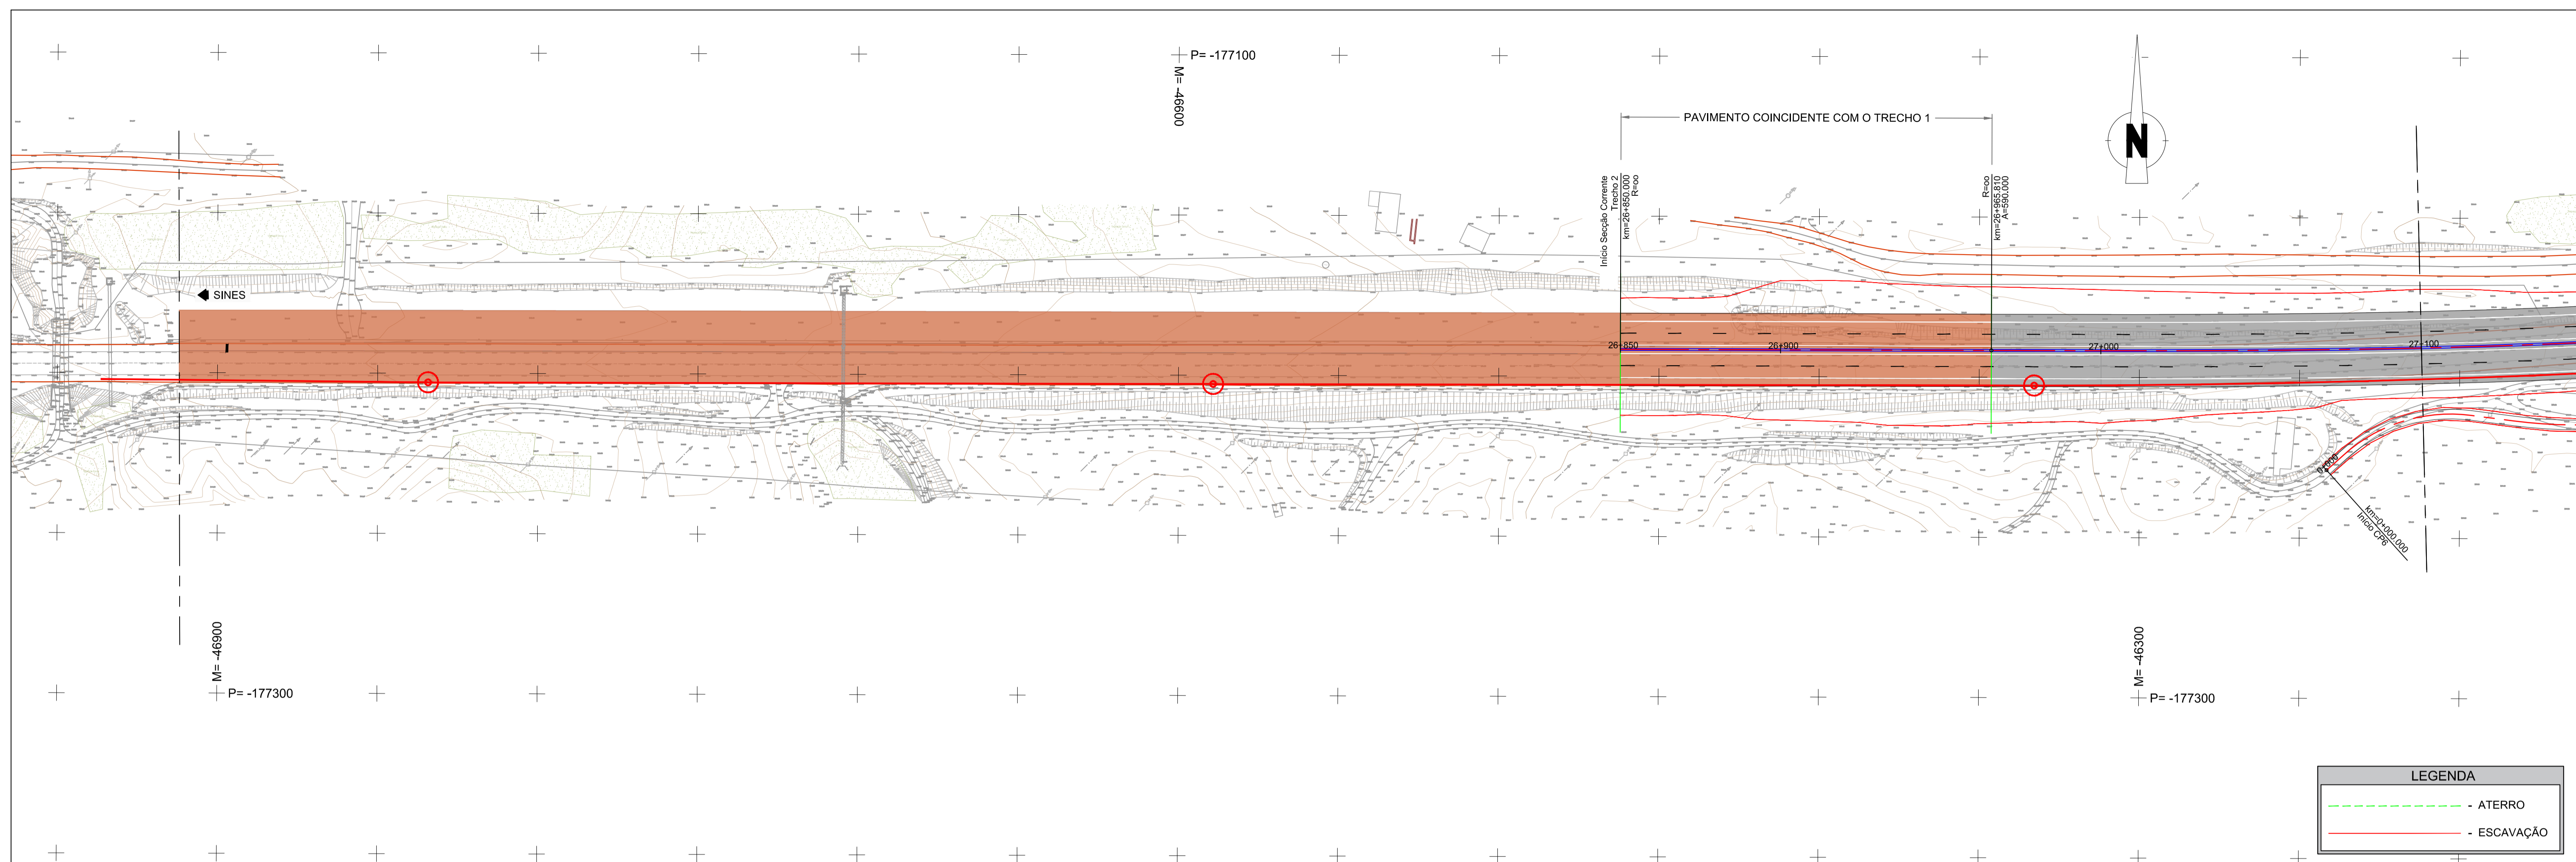 P= -177100
M= -46600
PAVIMENTO COINCIDENTE COM O TRECHO 1
N
Início Secção Corrente
Trecho 2
km=26+850.000
R=oo
R=oo
km=26+965.810
A=590.000
SINES
26+850
26+900
27+000
27+100
0+000
km=0+000.000
Início CP6
M= -46900
P= -177300
M= -46300
P= -177300
LEGENDA
- ATERRO
- ESCAVAÇÃO